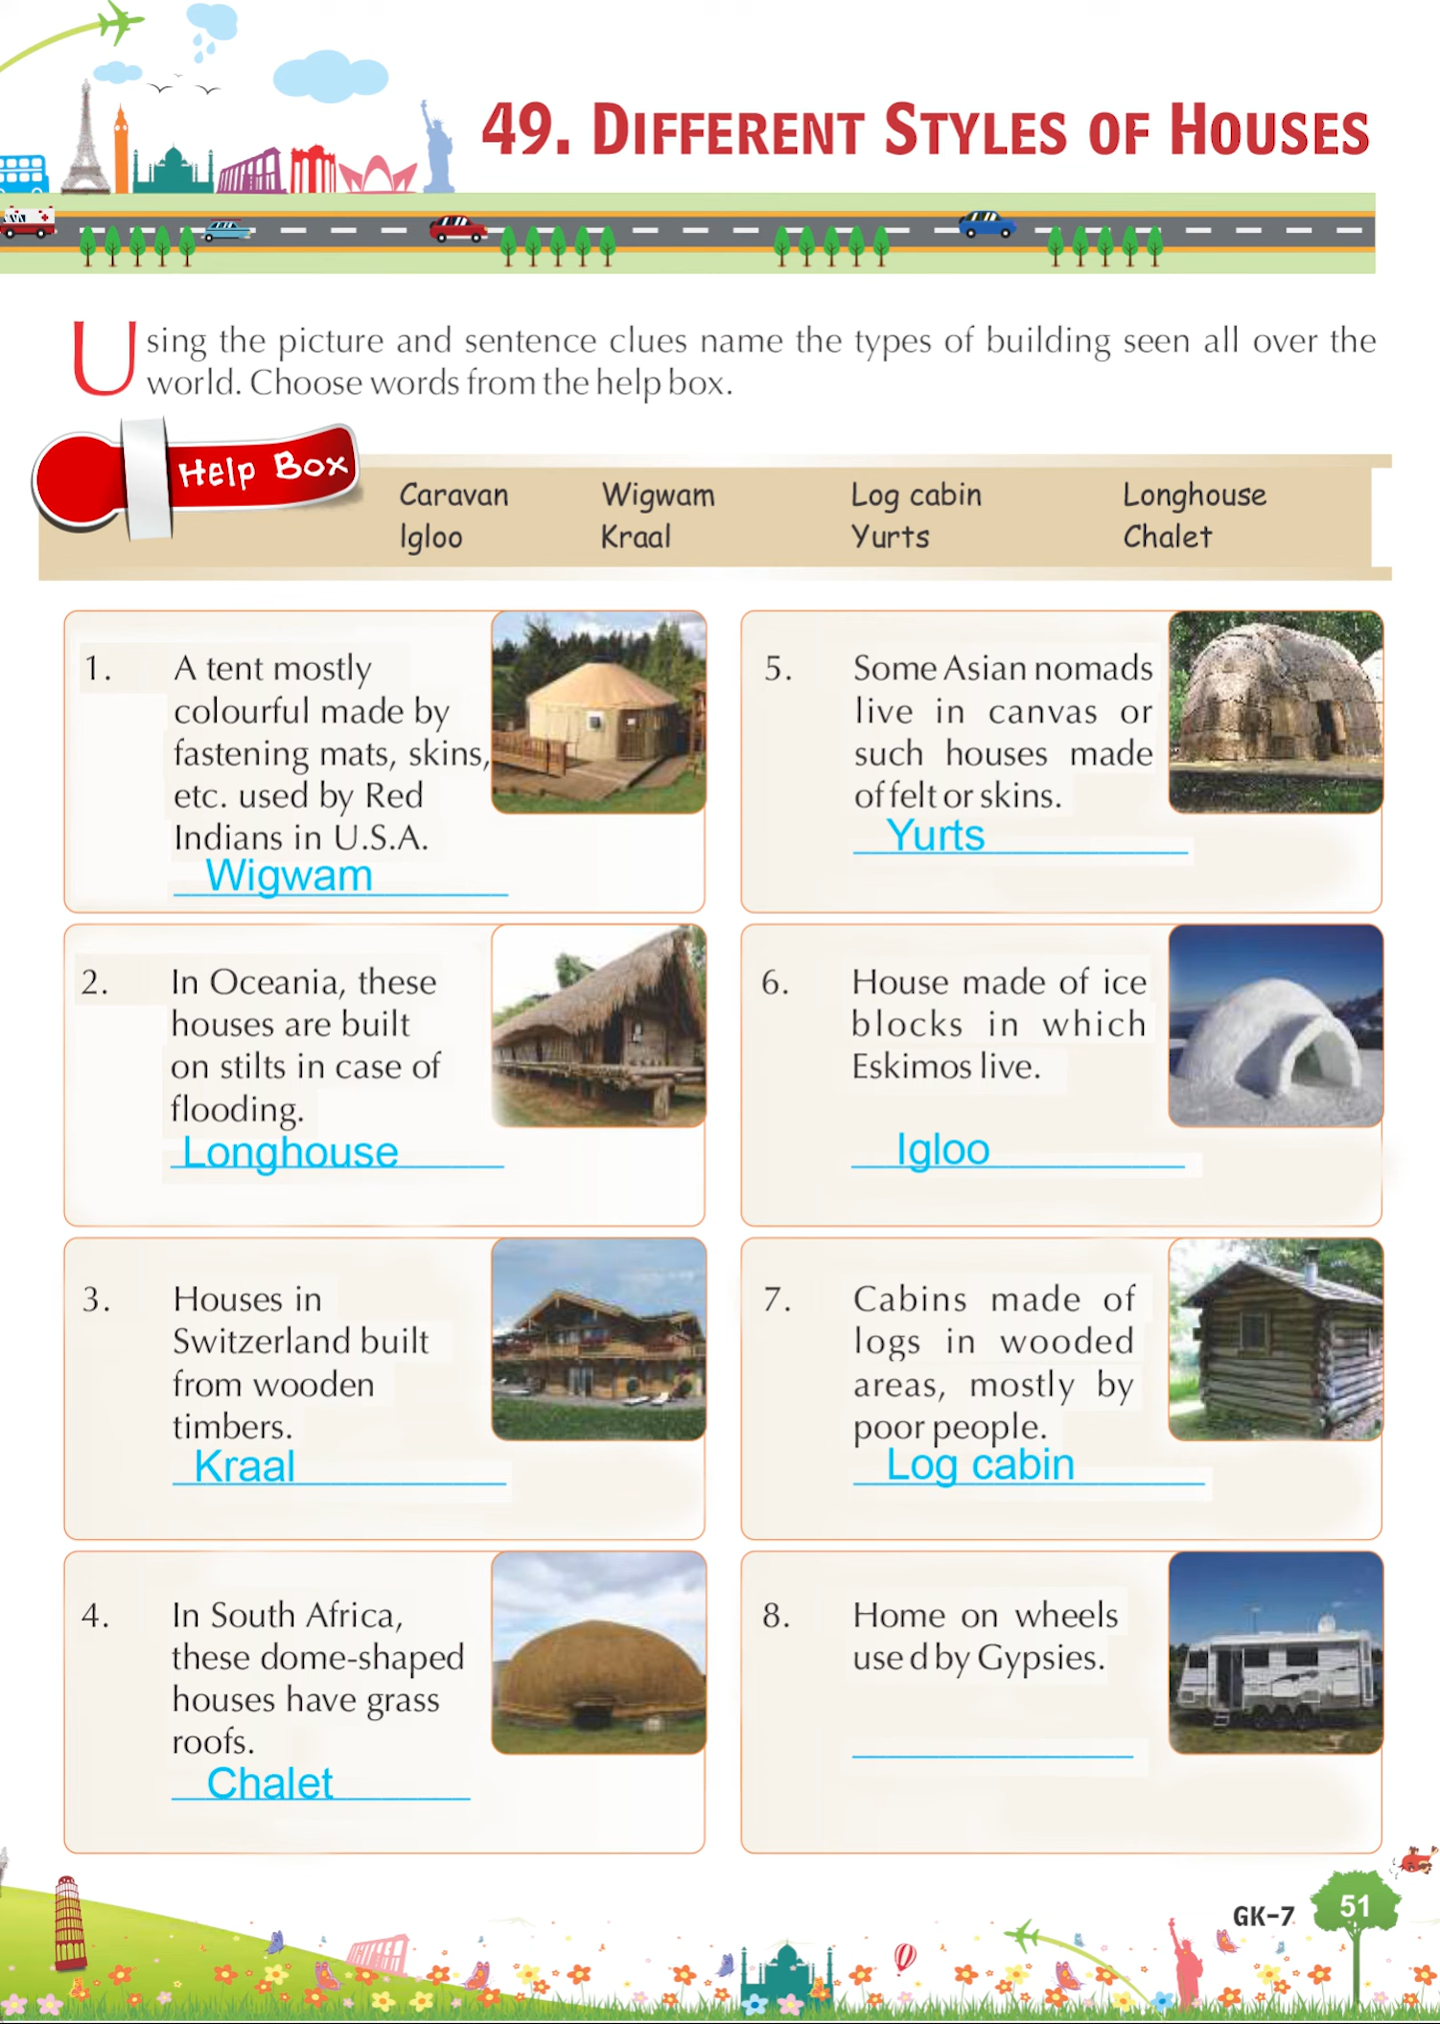 49. DIFFERENT STYLES OF HOUSES
Using the picture and sentence clues name the types of building seen all over the
world. Choose words from the help box.
Help Box
Caravan Wigwam Log cabin Longhouse
Igloo Kraal Yurts Chalet
1. A tent mostly
colourful made by
fastening mats, skins,
etc. used by Red
Indians in U.S.A.
Wigwam
2. In Oceania, these
houses are built
on stilts in case of
flooding.
Longhouse
3. Houses in
Switzerland built
from wooden
timbers.
Kraal
4. In South Africa,
these dome-shaped
houses have grass
roofs.
Chalet
5. Some Asian nomads
live in canvas or
such houses made
of felt or skins.
Yurts
6. House made of ice
blocks in which
Eskimos live.
Igloo
7. Cabins made of
logs in wooded
areas, mostly by
poor people.
Log cabin
8. Home on wheels
use d by Gypsies.
GK-7 51